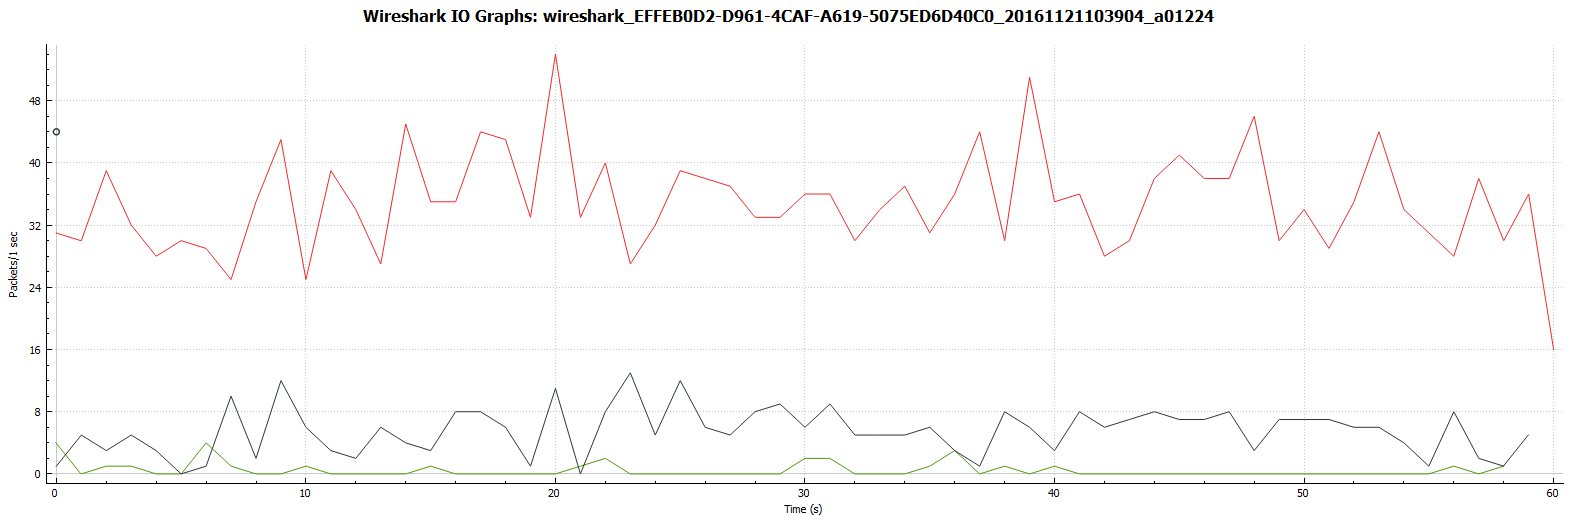 Wireshark IO Graphs: wireshark_EFFEB0D2-D961-4CAF-A619-5075ED6D40C0_20161121103904_a01224
Packets/1 sec
48
40
32
24
16
8
0
0 10 20 30 40 50 60
Time (s)